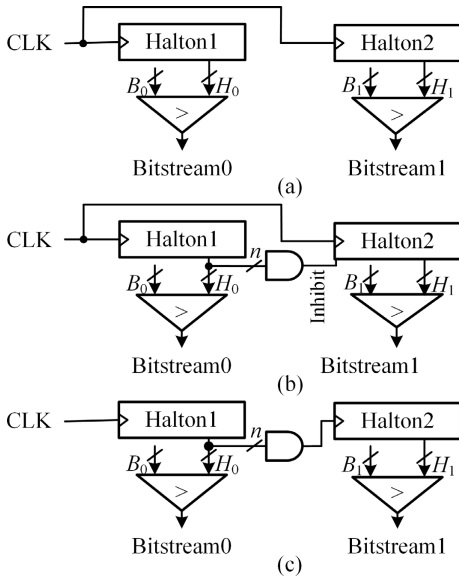 CLK
Halton1
Halton2
B0
H0
B1
H1
>
>
Bitstream0
Bitstream1
(a)
CLK
Halton1
Halton2
n
Inhibit
B0
H0
B1
H1
>
>
Bitstream0
Bitstream1
(b)
CLK
Halton1
Halton2
n
B0
H0
B1
H1
>
>
Bitstream0
Bitstream1
(c)